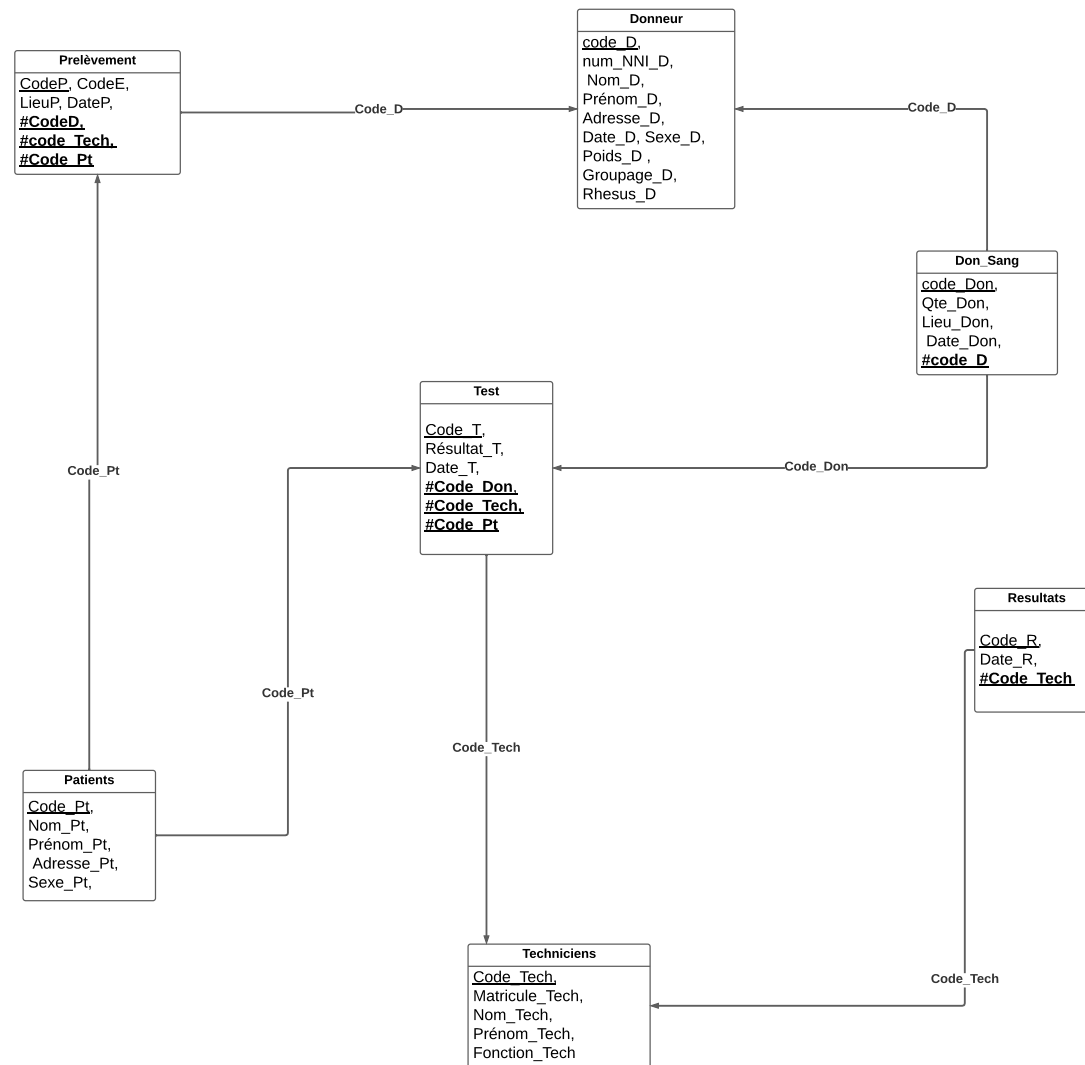 Donneur
code_D,
num_NNI_D,
Nom_D,
Prénom_D,
Adresse_D,
Date_D, Sexe_D,
Poids_D ,
Groupage_D,
Rhesus_D
Prelèvement
CodeP, CodeE,
LieuP, DateP,
#CodeD,
#code_Tech,
#Code_Pt
Code_D
Code_D
Don_Sang
code_Don,
Qte_Don,
Lieu_Don,
Date_Don,
#code_D
Test
Code_T,
Résultat_T,
Date_T,
#Code_Don,
#Code_Tech,
#Code_Pt
Code_Pt
Code_Don
Resultats
Code_R,
Date_R,
#Code_Tech
Code_Pt
Code_Tech
Patients
Code_Pt,
Nom_Pt,
Prénom_Pt,
Adresse_Pt,
Sexe_Pt,
Techniciens
Code_Tech,
Matricule_Tech,
Nom_Tech,
Prénom_Tech,
Fonction_Tech
Code_Tech